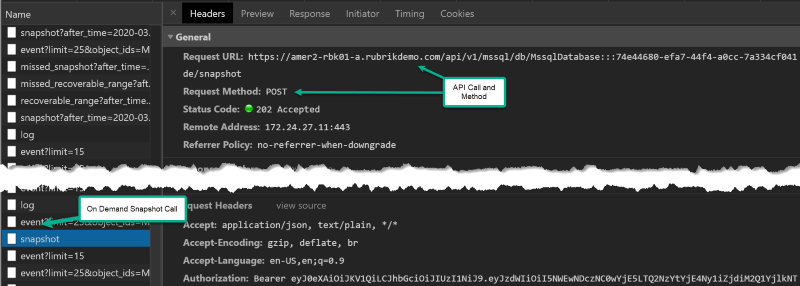 Name
snapshot?after_time=2020-03.
event?limit=25&object_ids=M
missed_snapshot?after_time=.
missed_recoverable_range?af.
recoverable_range?after_time..
snapshot?after_time=2020-03.
log
event?limit=15
log
event?limit=25&object_ids=M
snapshot
event?limit=15
event?limit=25&object_ids=M
On Demand Snapshot Call
Headers Preview Response Initiator Timing Cookies
General
Request URL: https://amer2-rbk01-a.rubrikdemo.com/api/v1/mssql/db/MssqlDatabase:::74e44680-efa7-44f4-a0cc-7a334cf041
de/snapshot
Request Method: POST
Status Code: 202 Accepted
Remote Address: 172.24.27.11:443
Referrer Policy: no-referrer-when-downgrade
API Call and
Method
quest Headers view source
Accept: application/json, text/plain, */*
Accept-Encoding: gzip, deflate, br
Accept-Language: en-US,en;q=0.9
Authorization: Bearer eyJ0eXAiOiJKV1QiLCJhbGciOiJIUzI1NiJ9.eyJzdWIiOiI5NWEwNDczNC0wYjE5LTQ2NzYtYjE4Ny1iZjdiM2Q1YjlkNT